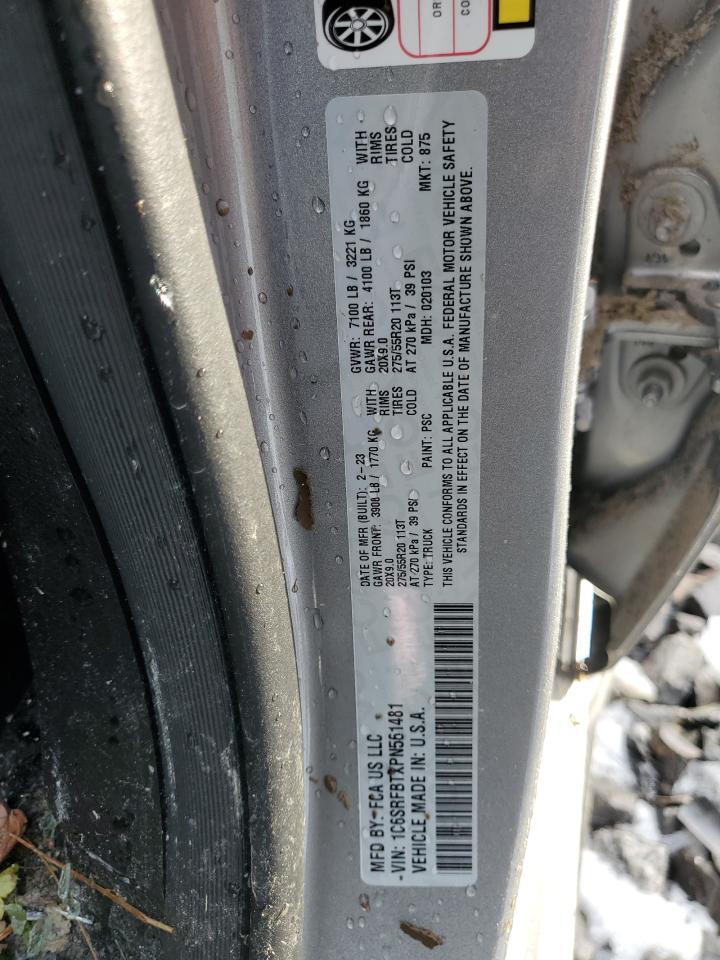 OR
CO
MFD BY: FCA US LLC
-VIN: 1C6SRFBTXPN561481
VEHICLE MADE IN: U.S.A.
DATE OF MFR (BUILT): 2-23
GAWR FRONT: 3908 LB / 1770 KG WITH
20X9.0 RIMS
275/55R20 113T TIRES
AT 270 kPa / 39 PSI COLD
TYPE: TRUCK PAINT: PSC
GVWR: 7100 LB / 3221 KG
GAWR REAR: 4100 LB / 1860 KG WITH
20X9.0 RIMS
275/55R20 113T TIRES
AT 270 kPa / 39 PSI COLD
MDH: 020103 MKT: 875
THIS VEHICLE CONFORMS TO ALL APPLICABLE U.S.A. FEDERAL MOTOR VEHICLE SAFETY
STANDARDS IN EFFECT ON THE DATE OF MANUFACTURE SHOWN ABOVE.